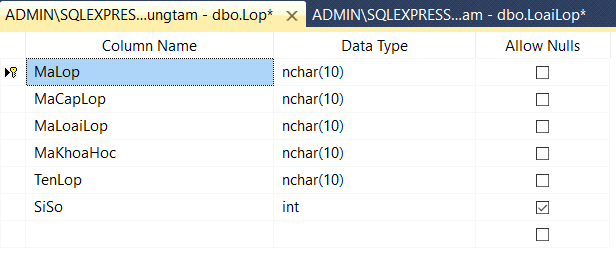 ADMIN\SQLEXPRES...ungtam - dbo.Lop* ADMIN\SQLEXPRESS...am - dbo.LoaiLop*
Column Name Data Type Allow Nulls
MaLop nchar(10)
MaCapLop nchar(10)
MaLoaiLop nchar(10)
MaKhoaHoc nchar(10)
TenLop nchar(10)
SiSo int